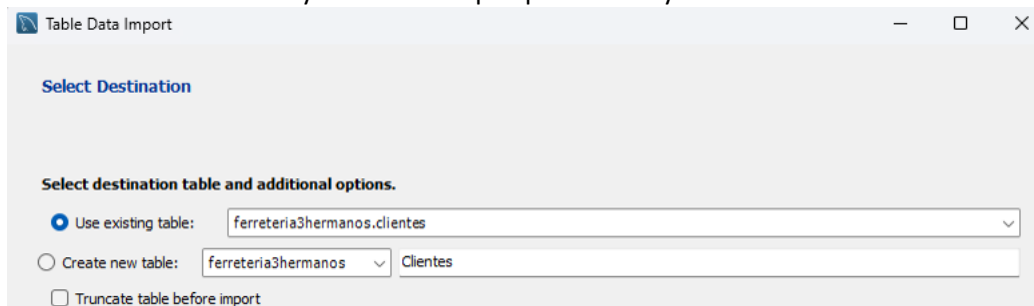 Table Data Import
Select Destination
Select destination table and additional options.
Use existing table: ferreteria3hermanos.clientes
Create new table: ferreteria3hermanos Clientes
Truncate table before import